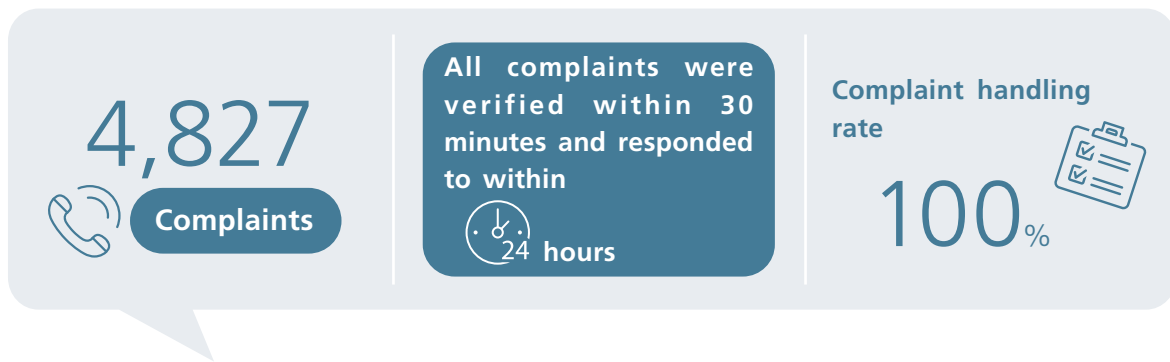 4,827
Complaints
All complaints were
verified within 30
minutes and responded
to within
24 hours
Complaint handling
rate
100%